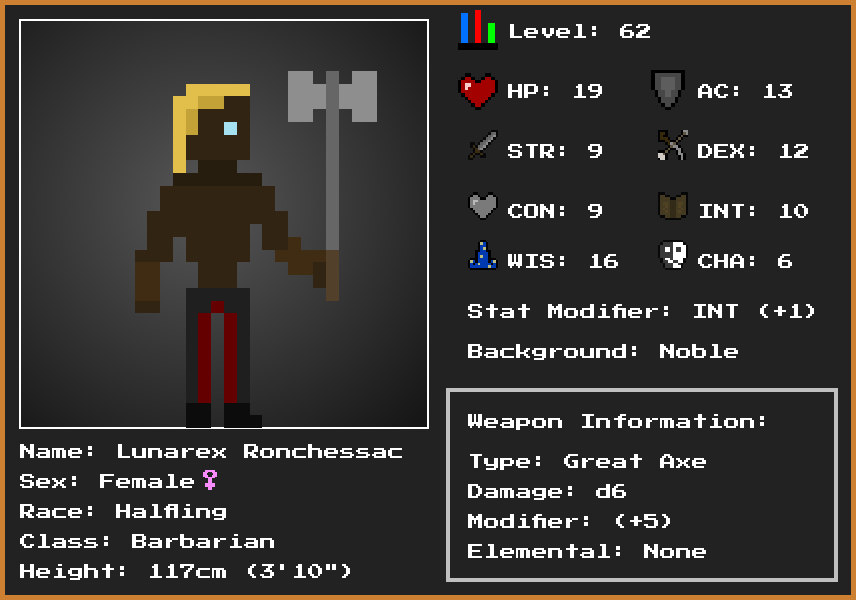 Level: 62
HP: 19 AC: 13
STR: 9 DEX: 12
CON: 9 INT: 10
WIS: 16 CHA: 6
Stat Modifier: INT (+1)
Background: Noble
Weapon Information:
Type: Great Axe
Damage: d6
Modifier: (+5)
Elemental: None
Name: Lunarex Ronchessac
Sex: Female♀
Race: Halfling
Class: Barbarian
Height: 117cm (3'10")